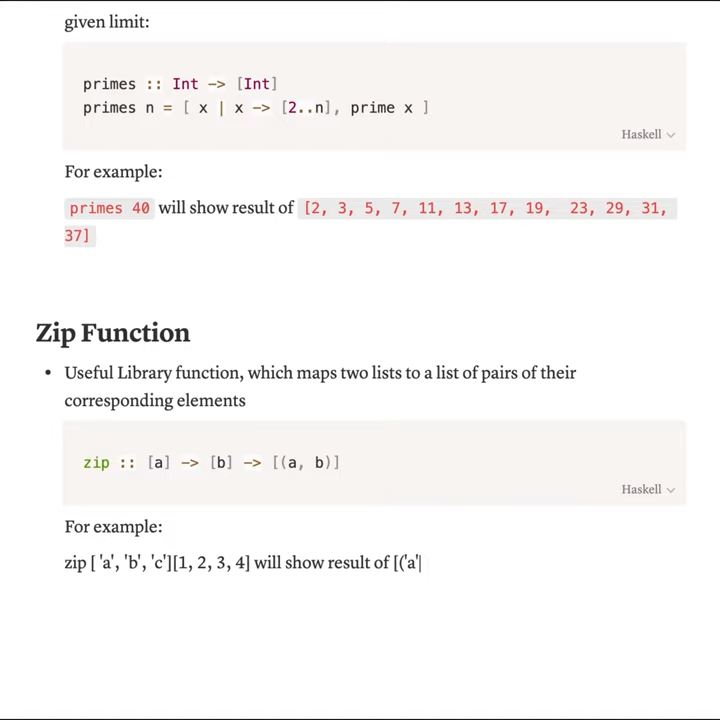 given limit:
primes :: Int -> [Int]
primes n = [ x | x -> [2..n], prime x ]
Haskell
For example:
primes 40 will show result of [2, 3, 5, 7, 11, 13, 17, 19,  23, 29, 31,
37]
Zip Function
• Useful Library function, which maps two lists to a list of pairs of their
corresponding elements
zip :: [a] -> [b] -> [(a, b)]
Haskell
For example:
zip [ 'a', 'b', 'c'][1, 2, 3, 4] will show result of [('a'